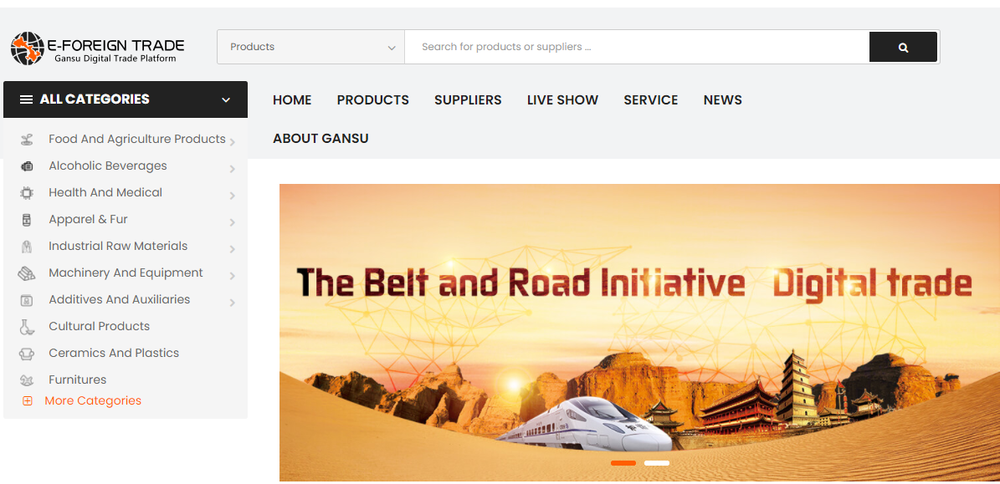 E-FOREIGN TRADE
Gansu Digital Trade Platform
Products
Search for products or suppliers ...
ALL CATEGORIES
HOME PRODUCTS SUPPLIERS LIVE SHOW SERVICE NEWS
ABOUT GANSU
Food And Agriculture Products
Alcoholic Beverages
Health And Medical
Apparel & Fur
Industrial Raw Materials
Machinery And Equipment
Additives And Auxiliaries
Cultural Products
Ceramics And Plastics
Furnitures
More Categories
The Belt and Road Initiative Digital trade